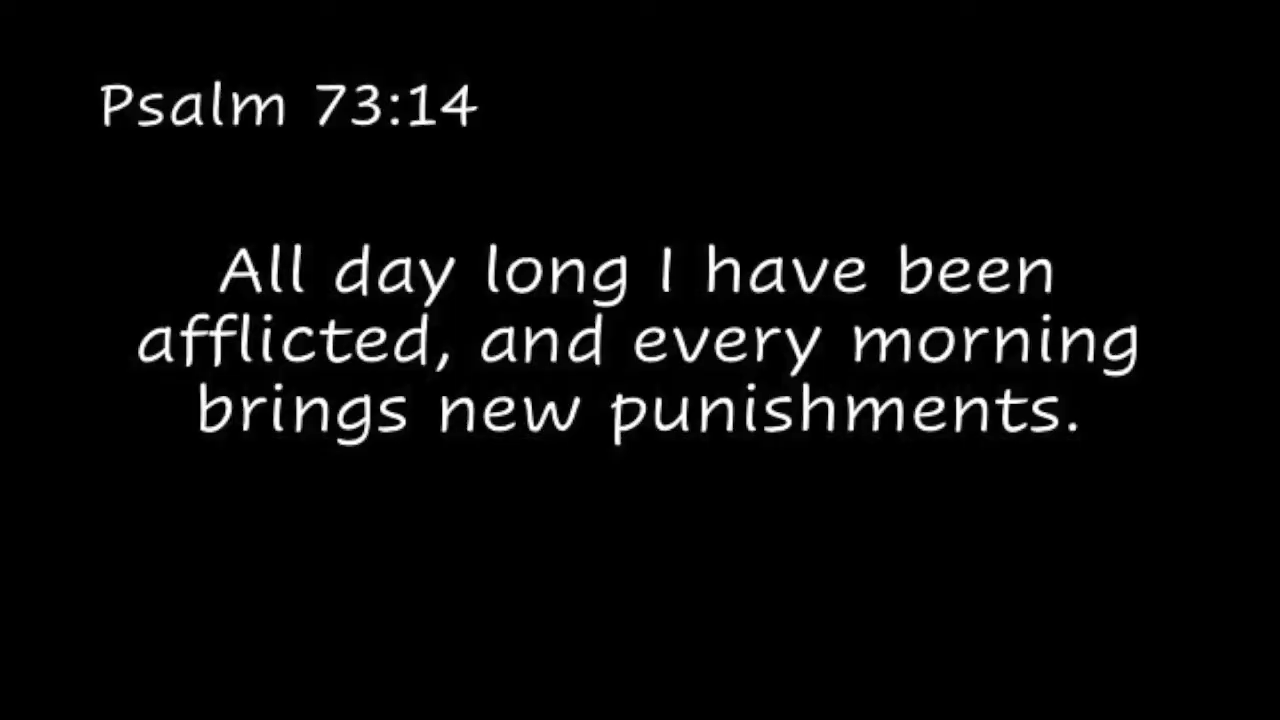 Psalm 73:14
All day long I have been
afflicted, and every morning
brings new punishments.